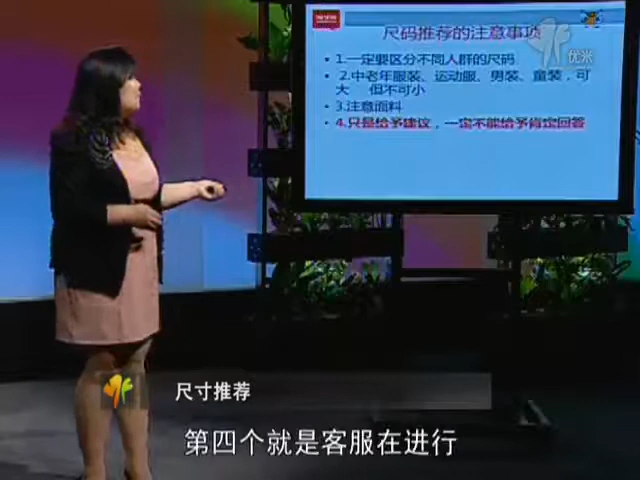 尺码推荐的注意事项
优米
• 1.一定要区分不同人群的尺码
• 2.中老年服装、运动服、男装、童装，可
大 但不可小
• 3.注意面料
• 4.只是给予建议，一定不能给予肯定回答
尺寸推荐
第四个就是客服在进行